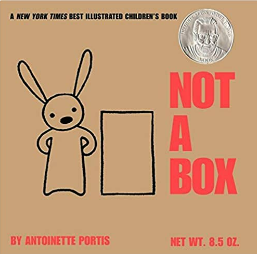 A NEW YORK TIMES BEST ILLUSTRATED CHILDREN'S BOOK
NOT
A
BOX
BY ANTOINETTE PORTIS
NET WT. 8.5 OZ.